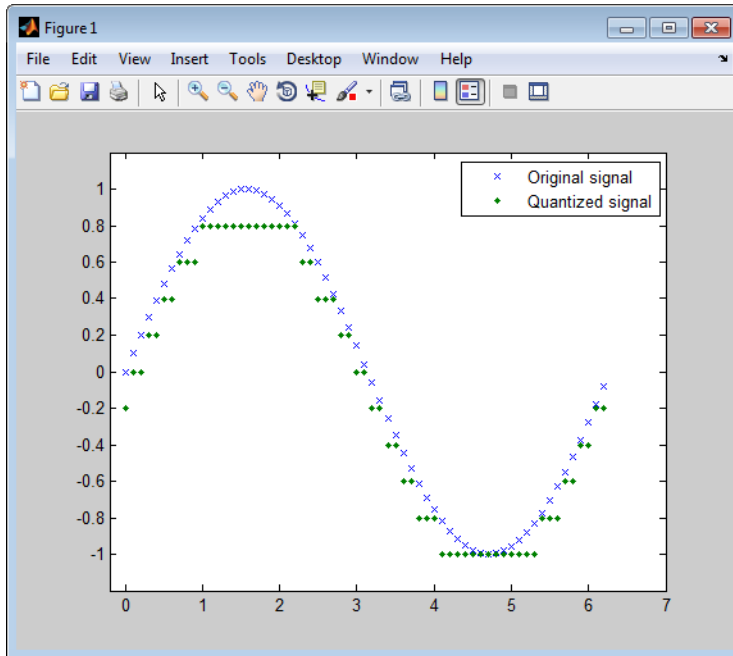 Figure 1
File Edit View Insert Tools Desktop Window Help
Original signal
Quantized signal
1
0.8
0.6
0.4
0.2
0
-0.2
-0.4
-0.6
-0.8
-1
0 1 2 3 4 5 6 7